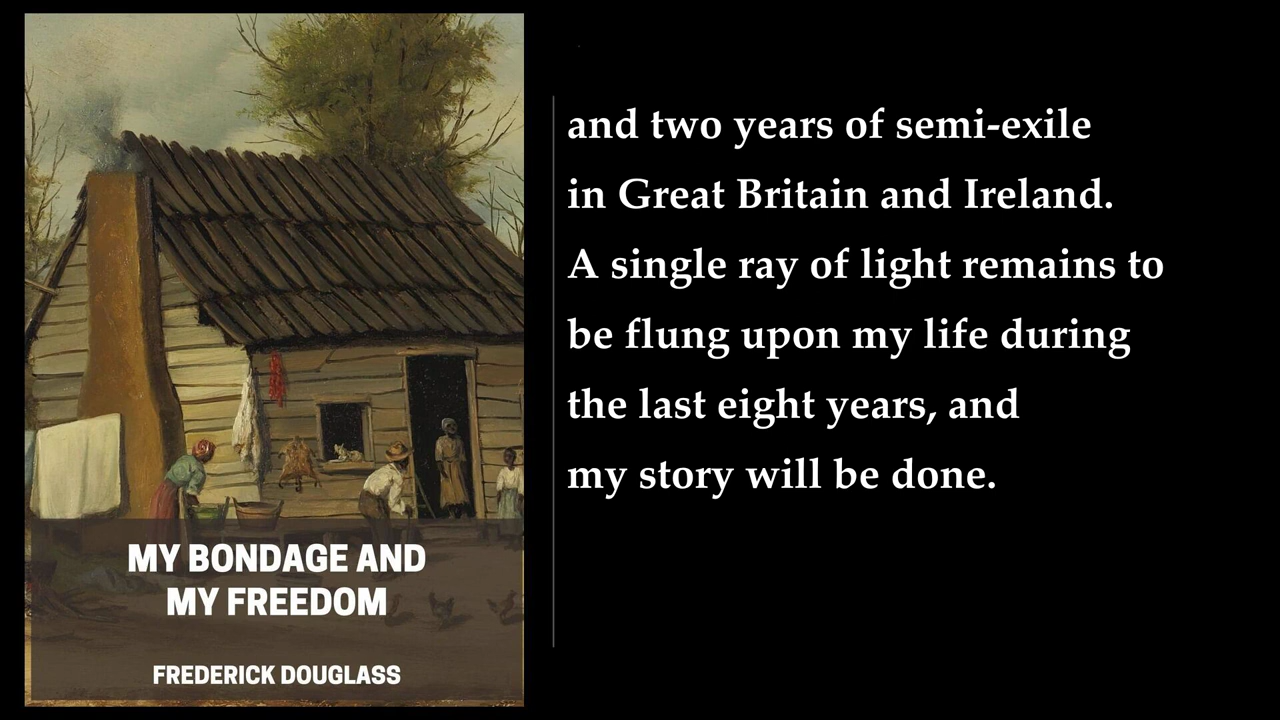 MY BONDAGE AND
MY FREEDOM
FREDERICK DOUGLASS
and two years of semi-exile
in Great Britain and Ireland.
A single ray of light remains to
be flung upon my life during
the last eight years, and
my story will be done.